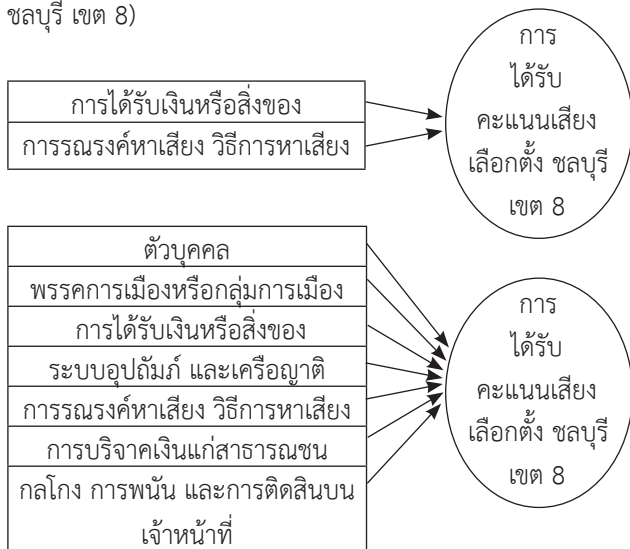 ชลบุรี เขต 8)
การได้รับเงินหรือสิ่งของ
การรณรงค์หาเสียง วิธีการหาเสียง
การ
ได้รับ
คะแนนเสียง
เลือกตั้ง ชลบุรี
เขต 8
ตัวบุคคล
พรรคการเมืองหรือกลุ่มการเมือง
การได้รับเงินหรือสิ่งของ
ระบบอุปถัมภ์ และเครือญาติ
การรณรงค์หาเสียง วิธีการหาเสียง
การบริจาคเงินแก่สาธารณชน
กลโกง การพนัน และการติดสินบน
เจ้าหน้าที่
การ
ได้รับ
คะแนนเสียง
เลือกตั้ง ชลบุรี
เขต 8